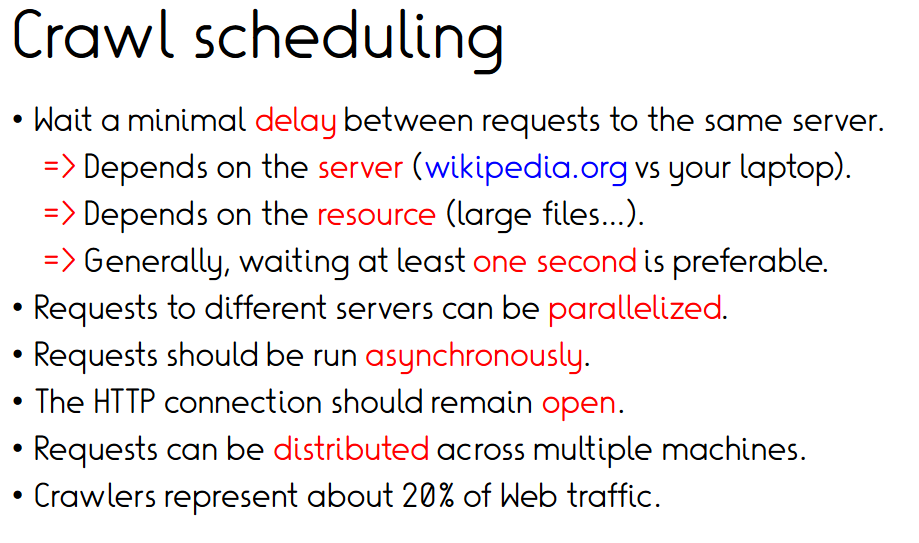 Crawl scheduling
• Wait a minimal delay between requests to the same server.
=> Depends on the server (wikipedia.org vs your laptop).
=> Depends on the resource (large files...).
=> Generally, waiting at least one second is preferable.
• Requests to different servers can be parallelized.
• Requests should be run asynchronously.
• The HTTP connection should remain open.
• Requests can be distributed across multiple machines.
• Crawlers represent about 20% of Web traffic.